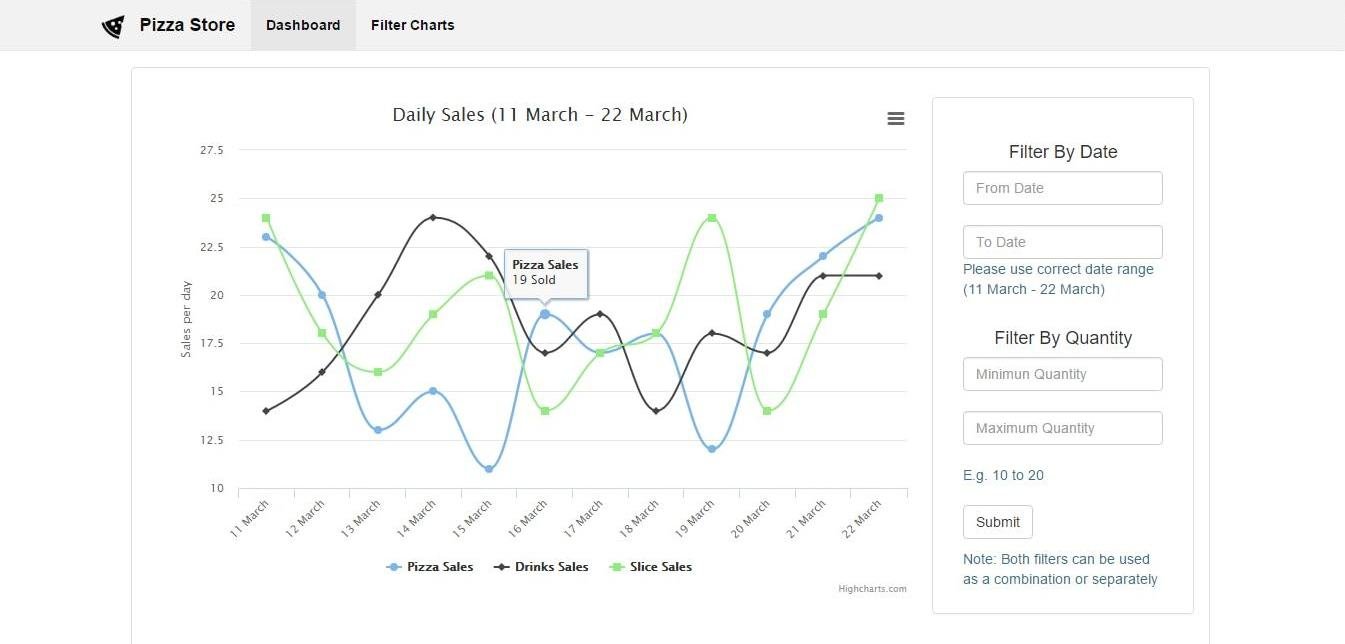 Pizza Store
Dashboard
Filter Charts
Daily Sales (11 March - 22 March)
27.5
25
22.5
20
17.5
15
12.5
10
Sales per day
Pizza Sales
19 Sold
11 March
12 March
13 March
14 March
15 March
16 March
17 March
18 March
19 March
20 March
21 March
22 March
Pizza Sales
Drinks Sales
Slice Sales
Highcharts.com
Filter By Date
From Date
To Date
Please use correct date range
(11 March - 22 March)
Filter By Quantity
Minimun Quantity
Maximum Quantity
E.g. 10 to 20
Submit
Note: Both filters can be used
as a combination or separately